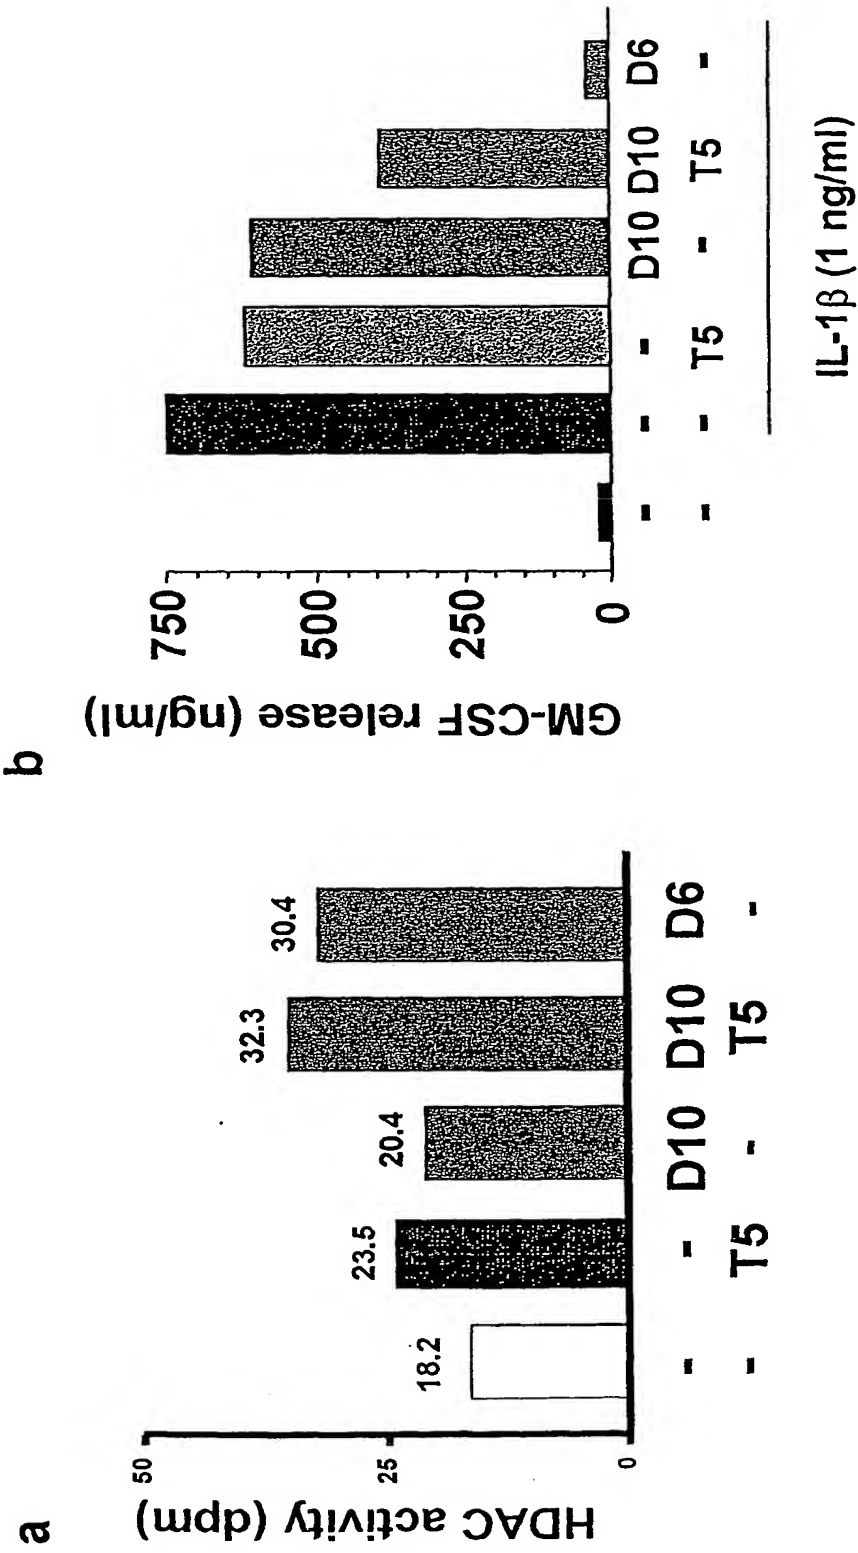 a
HDAC activity (dpm)
50
25
0
18.2
23.5
20.4
32.3
30.4
- - D10 D10 D6
- T5 - T5 -
b
GM-CSF release (ng/ml)
750
500
250
0
- - - D10 D10 D6
- - T5 - T5 -
IL-1β (1 ng/ml)